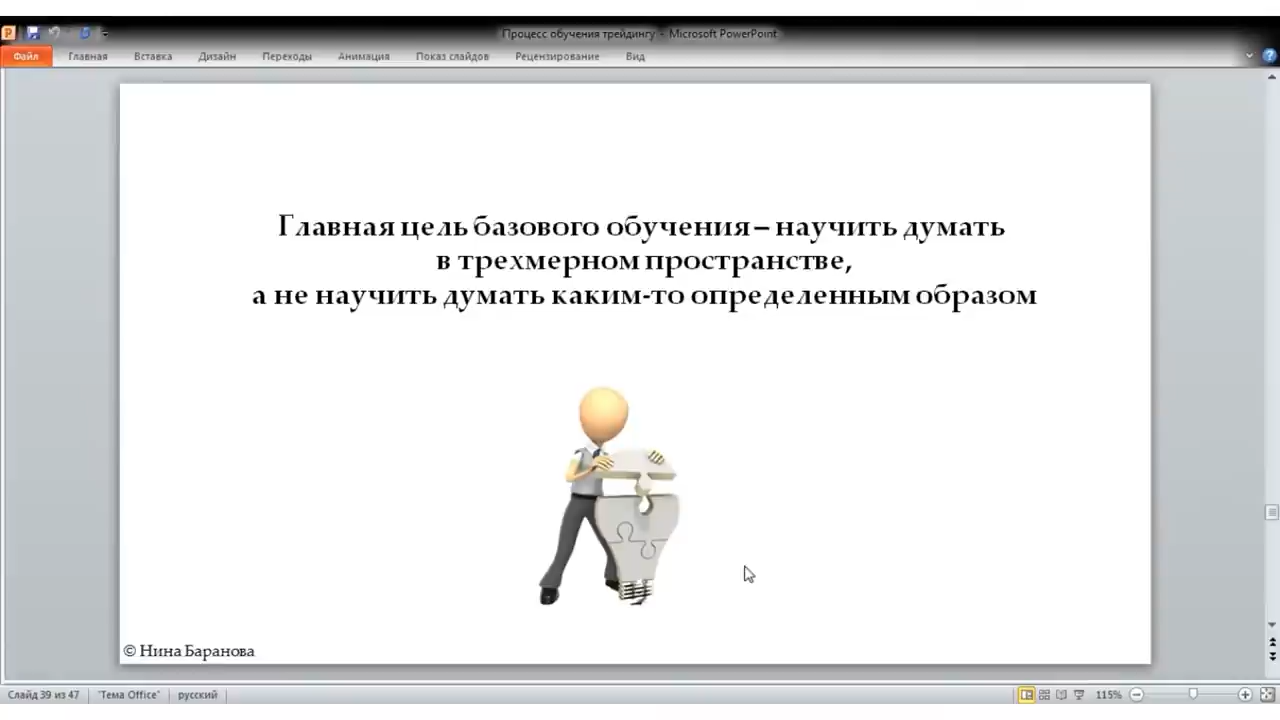 Процесс обучения трейдингу - Microsoft PowerPoint
Файл Главная Вставка Дизайн Переходы Анимация Показ слайдов Рецензирование Вид
Главная цель базового обучения – научить думать
в трехмерном пространстве,
а не научить думать каким-то определенным образом
© Нина Баранова
Слайд 39 из 47 "Тема Office" русский 115%